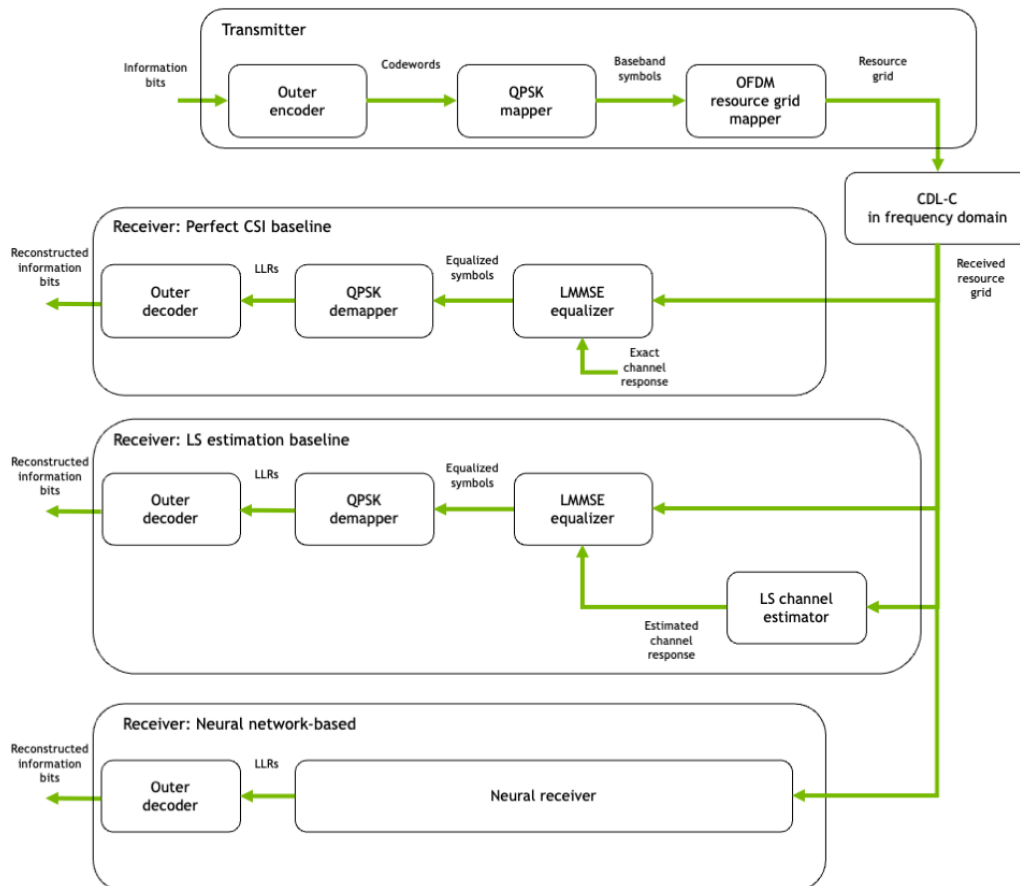 Transmitter
Information
bits
Outer
encoder
Codewords
QPSK
mapper
Baseband
symbols
OFDM
resource grid
mapper
Resource
grid
CDL-C
in frequency domain
Received
resource
grid
Receiver: Perfect CSI baseline
Reconstructed
information
bits
Outer
decoder
LLRs
QPSK
demapper
Equalized
symbols
LMMSE
equalizer
Exact
channel
response
Receiver: LS estimation baseline
Reconstructed
information
bits
Outer
decoder
LLRs
QPSK
demapper
Equalized
symbols
LMMSE
equalizer
LS channel
estimator
Estimated
channel
response
Receiver: Neural network-based
Reconstructed
information
bits
Outer
decoder
LLRs
Neural receiver